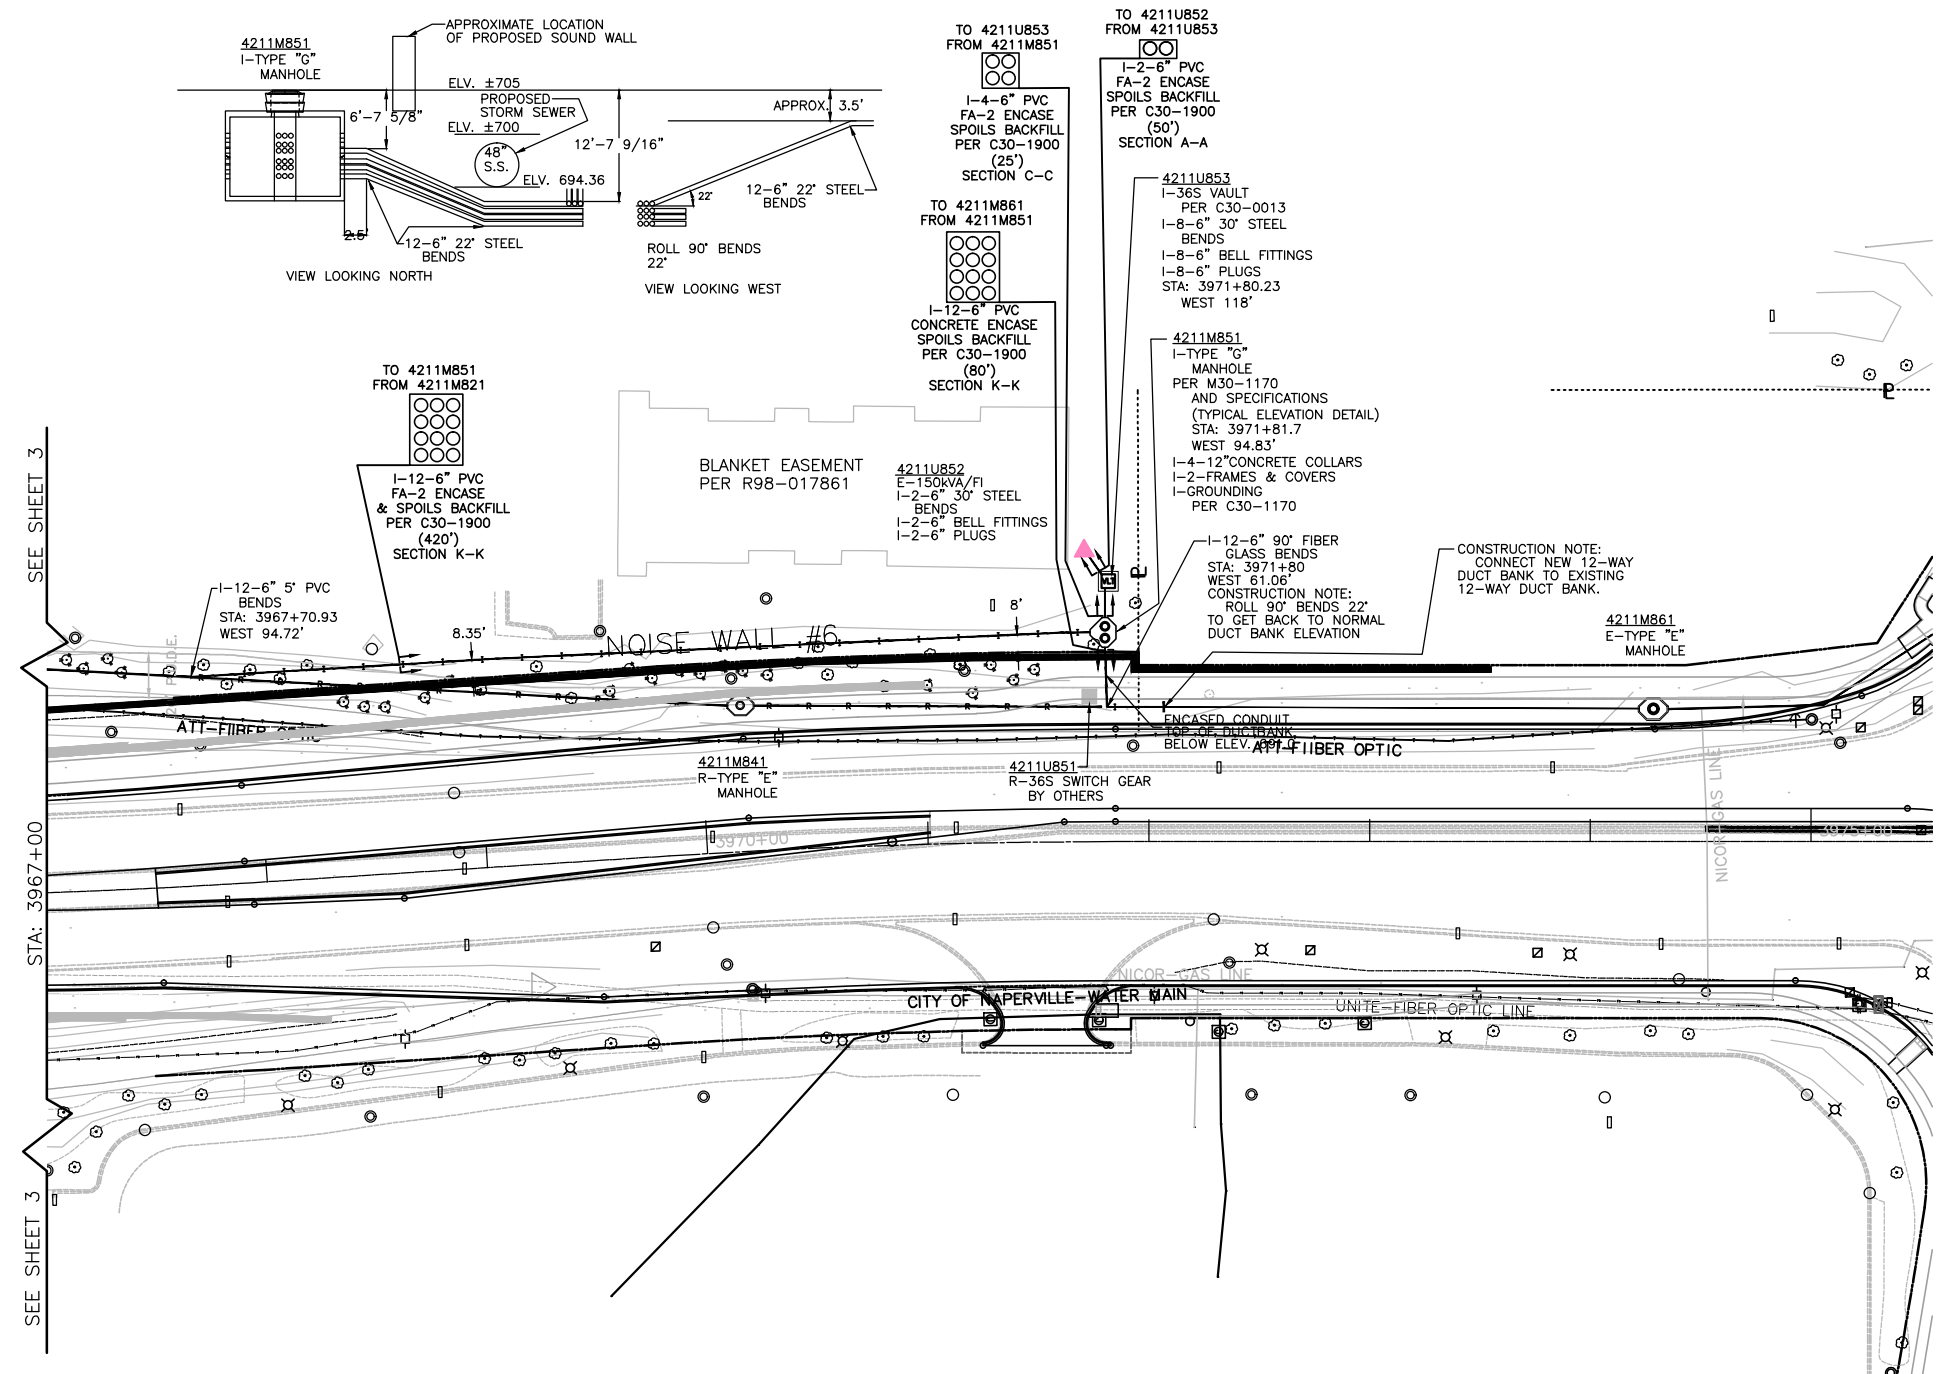 4211M851
I-TYPE "G"
MANHOLE
APPROXIMATE LOCATION
OF PROPOSED SOUND WALL
ELV. ±705
6'-7 5/8"
PROPOSED
STORM SEWER
ELV. ±700
48"
S.S.
12'-7 9/16"
ELV. 694.36
2.5'
12-6" 22° STEEL
BENDS
VIEW LOOKING NORTH
APPROX. 3.5'
22°
12-6" 22° STEEL
BENDS
ROLL 90° BENDS
22°
VIEW LOOKING WEST
TO 4211U853
FROM 4211M851
I-4-6" PVC
FA-2 ENCASE
SPOILS BACKFILL
PER C30-1900
(25')
SECTION C-C
TO 4211U852
FROM 4211U853
I-2-6" PVC
FA-2 ENCASE
SPOILS BACKFILL
PER C30-1900
(50')
SECTION A-A
TO 4211M861
FROM 4211M851
I-12-6" PVC
CONCRETE ENCASE
SPOILS BACKFILL
PER C30-1900
(80')
SECTION K-K
4211U853
I-36S VAULT
PER C30-0013
I-8-6" 30° STEEL
BENDS
I-8-6" BELL FITTINGS
I-8-6" PLUGS
STA: 3971+80.23
WEST 118'
4211M851
I-TYPE "G"
MANHOLE
PER M30-1170
AND SPECIFICATIONS
(TYPICAL ELEVATION DETAIL)
STA: 3971+81.7
WEST 94.83'
I-4-12"CONCRETE COLLARS
I-2-FRAMES & COVERS
I-GROUNDING
PER C30-1170
TO 4211M851
FROM 4211M821
I-12-6" PVC
FA-2 ENCASE
& SPOILS BACKFILL
PER C30-1900
(420')
SECTION K-K
BLANKET EASEMENT
PER R98-017861
4211U852
E-150kVA/FI
I-2-6" 30° STEEL
BENDS
I-2-6" BELL FITTINGS
I-2-6" PLUGS
I-12-6" 90° FIBER
GLASS BENDS
STA: 3971+80
WEST 61.06'
CONSTRUCTION NOTE:
ROLL 90° BENDS 22°
TO GET BACK TO NORMAL
DUCT BANK ELEVATION
CONSTRUCTION NOTE:
CONNECT NEW 12-WAY
DUCT BANK TO EXISTING
12-WAY DUCT BANK.
4211M861
E-TYPE "E"
MANHOLE
I-12-6" 5° PVC
BENDS
STA: 3967+70.93
WEST 94.72'
8.35'
NOISE WALL #6
8'
VLT
PL
PL
SEE SHEET 3
ATT-FIIBER OPTIC
ENCASED CONDUIT
TOP OF DUCTBANK
BELOW ELEV.
ATT-FIIBER OPTIC
4211M841
R-TYPE "E"
MANHOLE
4211U851
R-36S SWITCH GEAR
BY OTHERS
NICOR-GAS LINE
3970+00
3975+00
STA: 3967+00
NICOR-GAS LINE
CITY OF NAPERVILLE-WATER MAIN
UNITE-FIBER OPTIC LINE
SEE SHEET 3